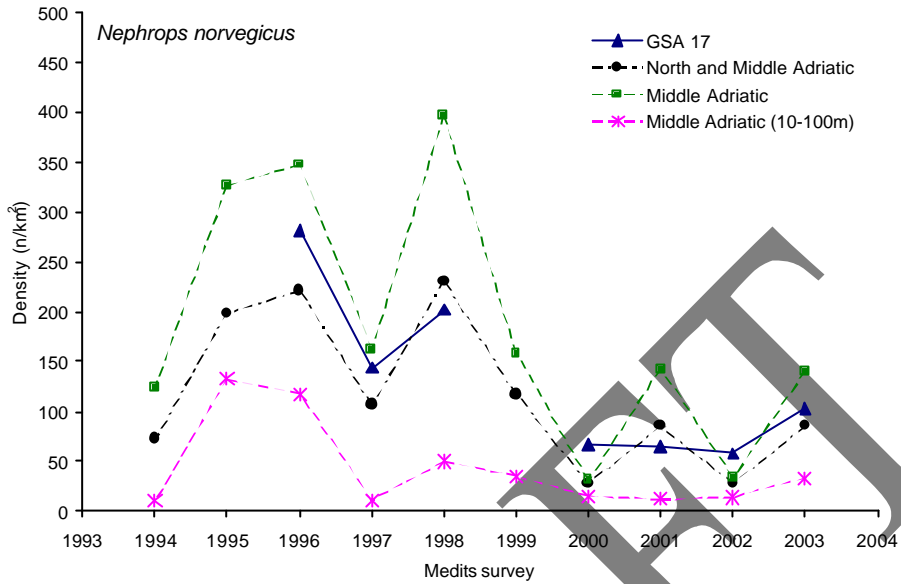 Nephrops norvegicus
GSA 17
North and Middle Adriatic
Middle Adriatic
Middle Adriatic (10-100m)
Density (n/km²)
500
450
400
350
300
250
200
150
100
50
0
1993 1994 1995 1996 1997 1998 1999 2000 2001 2002 2003 2004
Medits survey
FT